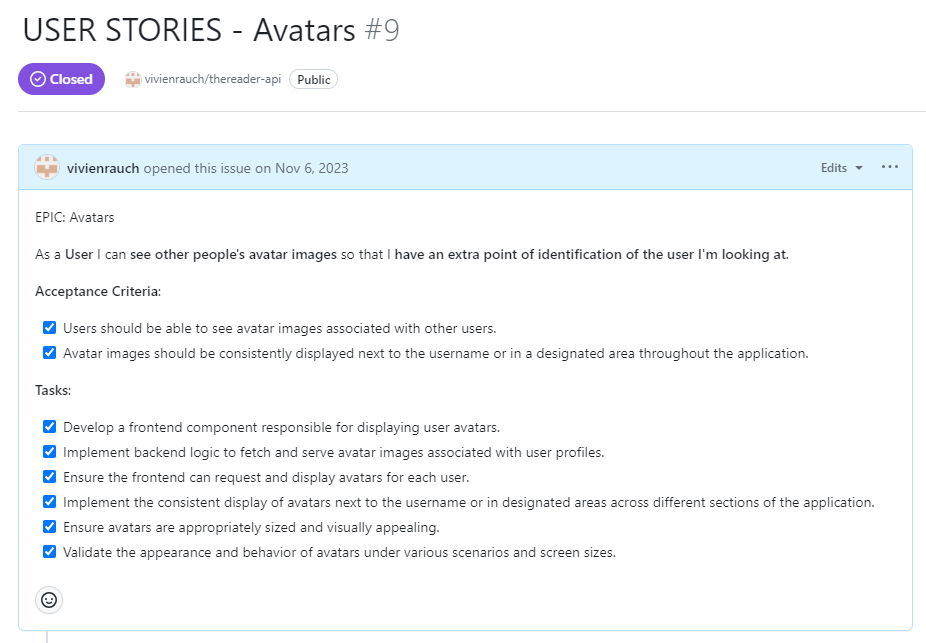 USER STORIES - Avatars #9
Closed vivienrauch/thereader-api Public
vivienrauch opened this issue on Nov 6, 2023 Edits
EPIC: Avatars
As a User I can see other people's avatar images so that I have an extra point of identification of the user I'm looking at.
Acceptance Criteria:
Users should be able to see avatar images associated with other users.
Avatar images should be consistently displayed next to the username or in a designated area throughout the application.
Tasks:
Develop a frontend component responsible for displaying user avatars.
Implement backend logic to fetch and serve avatar images associated with user profiles.
Ensure the frontend can request and display avatars for each user.
Implement the consistent display of avatars next to the username or in designated areas across different sections of the application.
Ensure avatars are appropriately sized and visually appealing.
Validate the appearance and behavior of avatars under various scenarios and screen sizes.